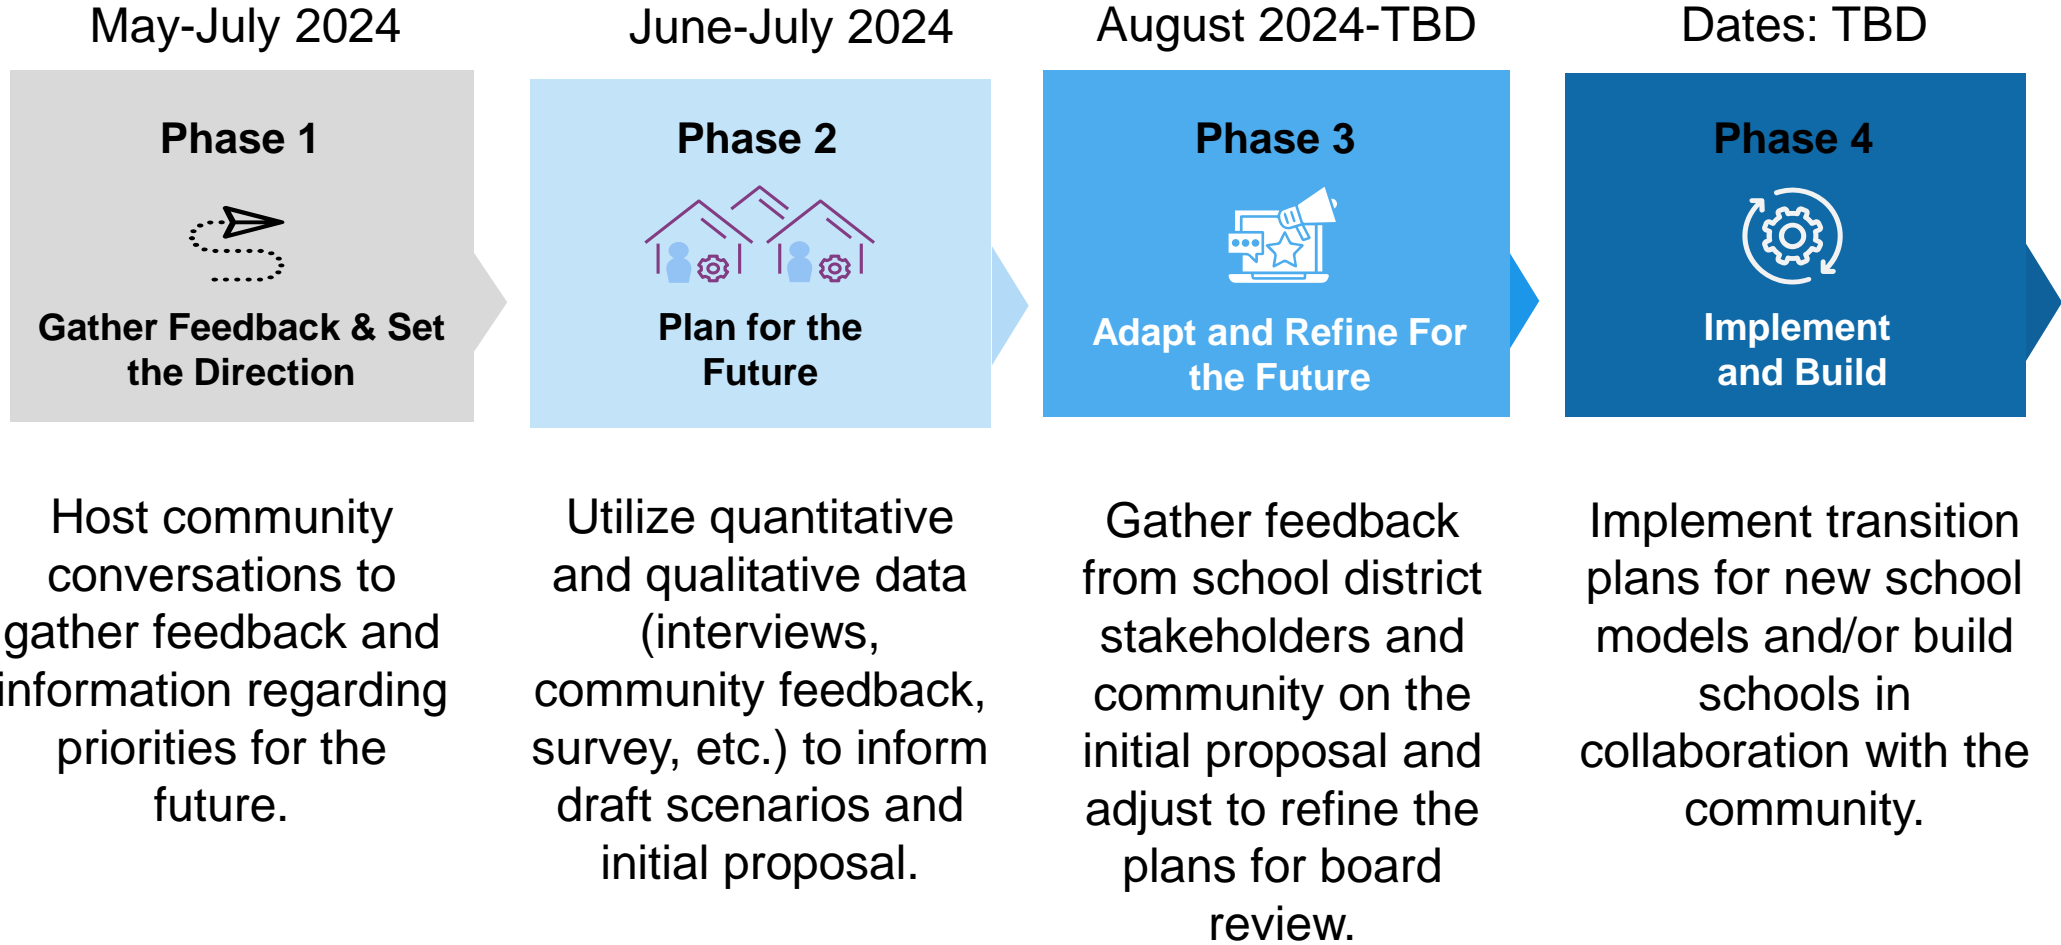 May-July 2024
Phase 1
Gather Feedback & Set
the Direction
Host community
conversations to
gather feedback and
information regarding
priorities for the
future.
June-July 2024
Phase 2
Plan for the
Future
Utilize quantitative
and qualitative data
(interviews,
community feedback,
survey, etc.) to inform
draft scenarios and
initial proposal.
August 2024-TBD
Phase 3
Adapt and Refine For
the Future
Gather feedback
from school district
stakeholders and
community on the
initial proposal and
adjust to refine the
plans for board
review.
Dates: TBD
Phase 4
Implement
and Build
Implement transition
plans for new school
models and/or build
schools in
collaboration with the
community.